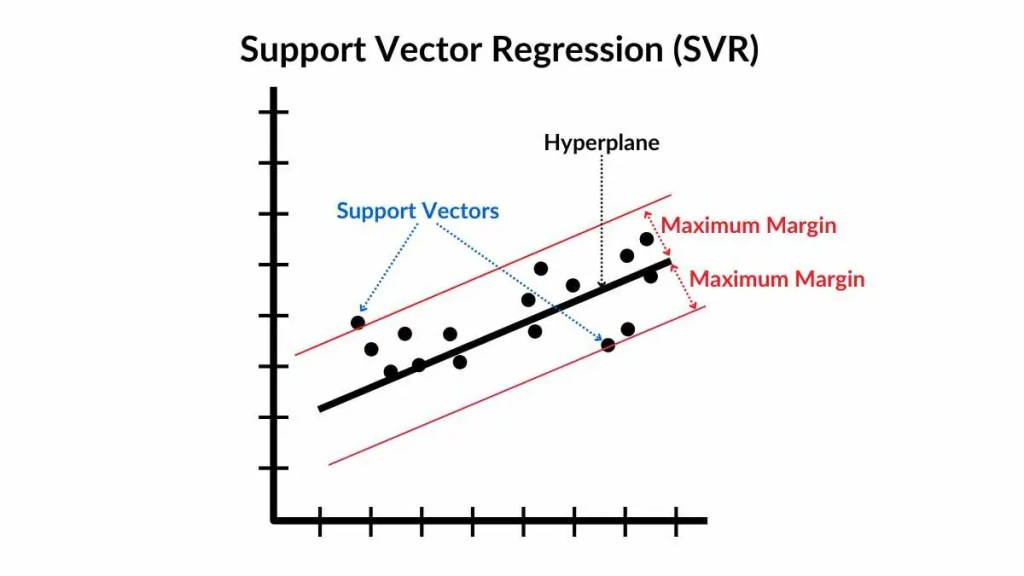 Support Vector Regression (SVR)
Hyperplane
Support Vectors
Maximum Margin
Maximum Margin